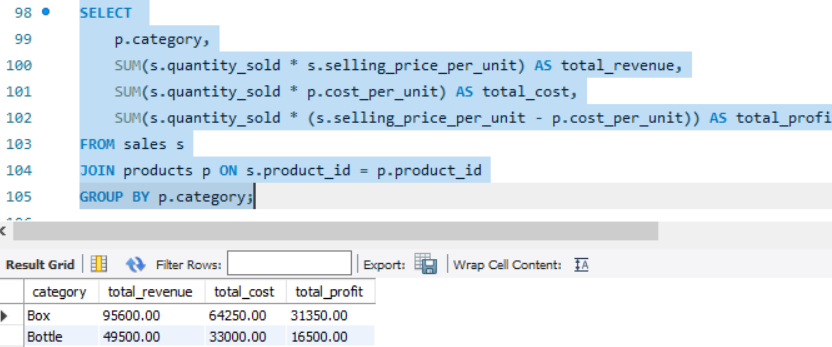 98 SELECT
99 p.category,
100 SUM(s.quantity_sold * s.selling_price_per_unit) AS total_revenue,
101 SUM(s.quantity_sold * p.cost_per_unit) AS total_cost,
102 SUM(s.quantity_sold * (s.selling_price_per_unit - p.cost_per_unit)) AS total_profi
103 FROM sales s
104 JOIN products p ON s.product_id = p.product_id
105 GROUP BY p.category;
Result Grid Filter Rows: Export: Wrap Cell Content: IA
category total_revenue total_cost total_profit
Box 95600.00 64250.00 31350.00
Bottle 49500.00 33000.00 16500.00